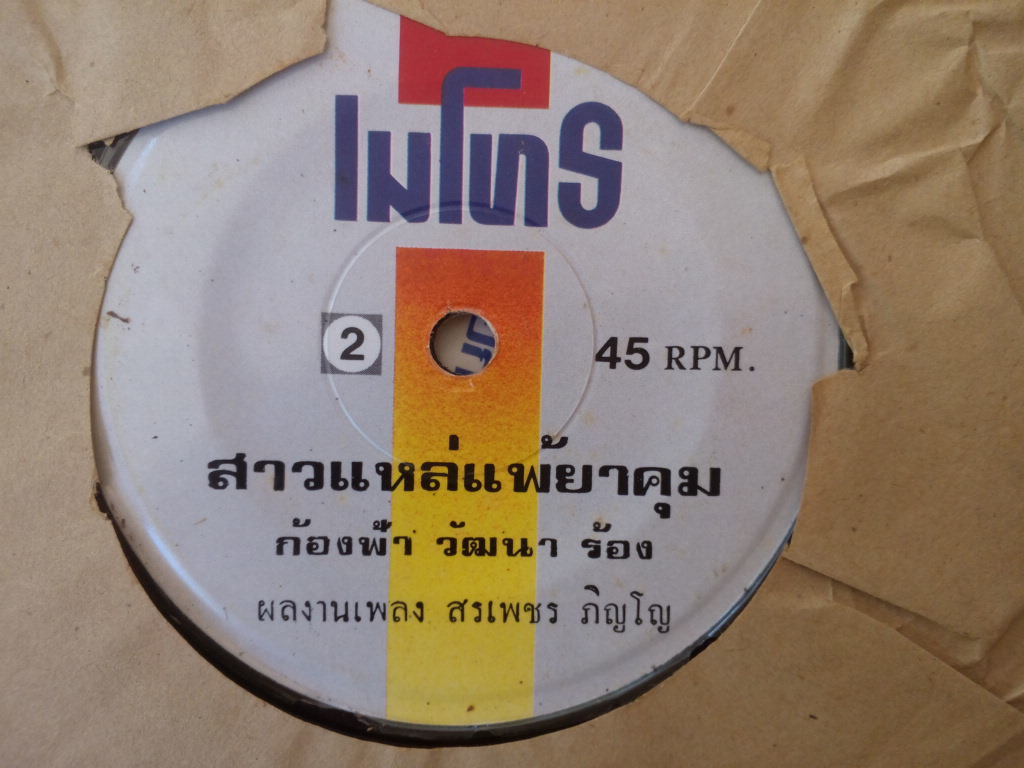 เมโทร
2 45 RPM.
สาวแหล่แพ้ยาคุม
ก้องฟ้า วัฒนา ร้อง
ผลงานเพลง สรเพชร ภิญโญ